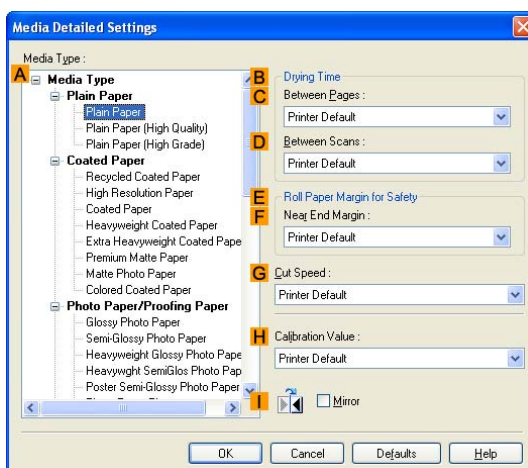 Media Detailed Settings
Media Type :
A
Media Type
Plain Paper
Plain Paper
Plain Paper (High Quality)
Plain Paper (High Grade)
Coated Paper
Recycled Coated Paper
High Resolution Paper
Coated Paper
Heavyweight Coated Paper
Extra Heavyweight Coated Pape
Premium Matte Paper
Matte Photo Paper
Colored Coated Paper
Photo Paper/Proofing Paper
Glossy Photo Paper
Semi-Glossy Photo Paper
Heavyweight Glossy Photo Pape
Heavywght SemiGlos Photo Pape
Poster Semi-Glossy Photo Paper
B Drying Time
C Between Pages :
Printer Default
D Between Scans :
Printer Default
E Roll Paper Margin for Safety
F Near End Margin :
Printer Default
G Cut Speed :
Printer Default
H Calibration Value :
Printer Default
I Mirror
OK Cancel Defaults Help